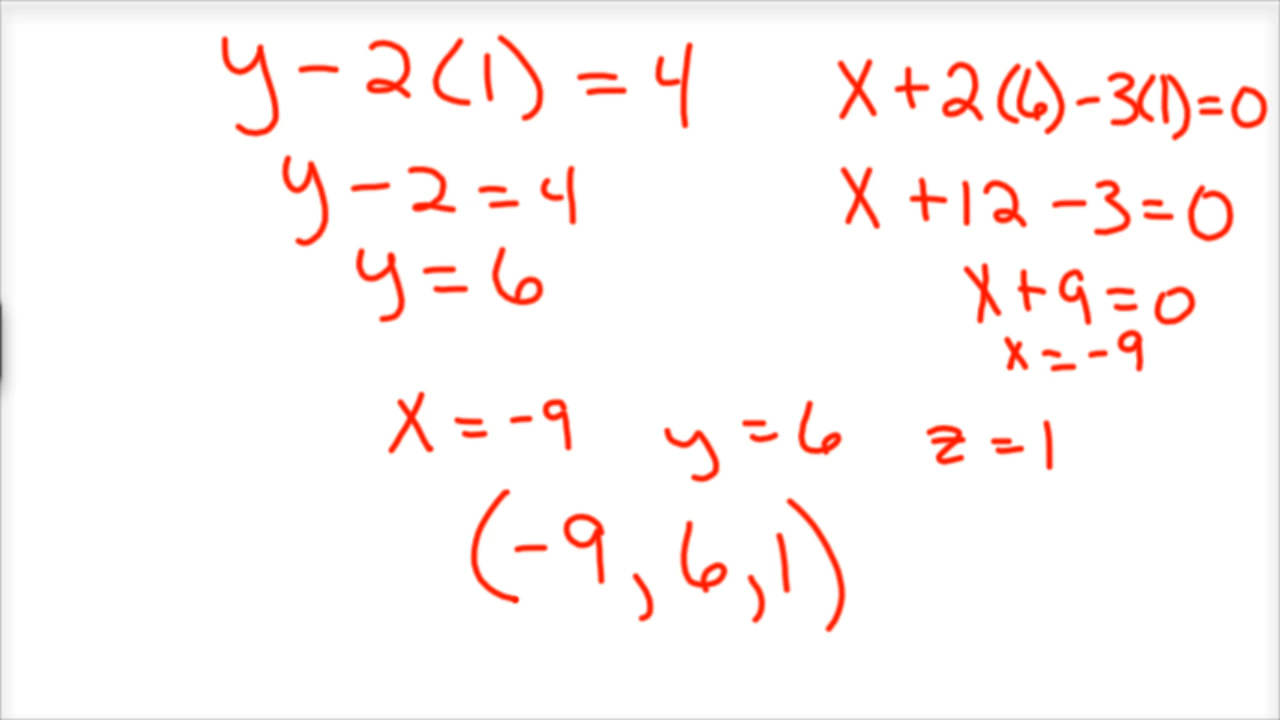 y - 2(1) = 4
y - 2 = 4
y = 6
x + 2(6) - 3(1) = 0
x + 12 - 3 = 0
x + 9 = 0
x = -9
x = -9 y = 6 z = 1
(-9, 6, 1)